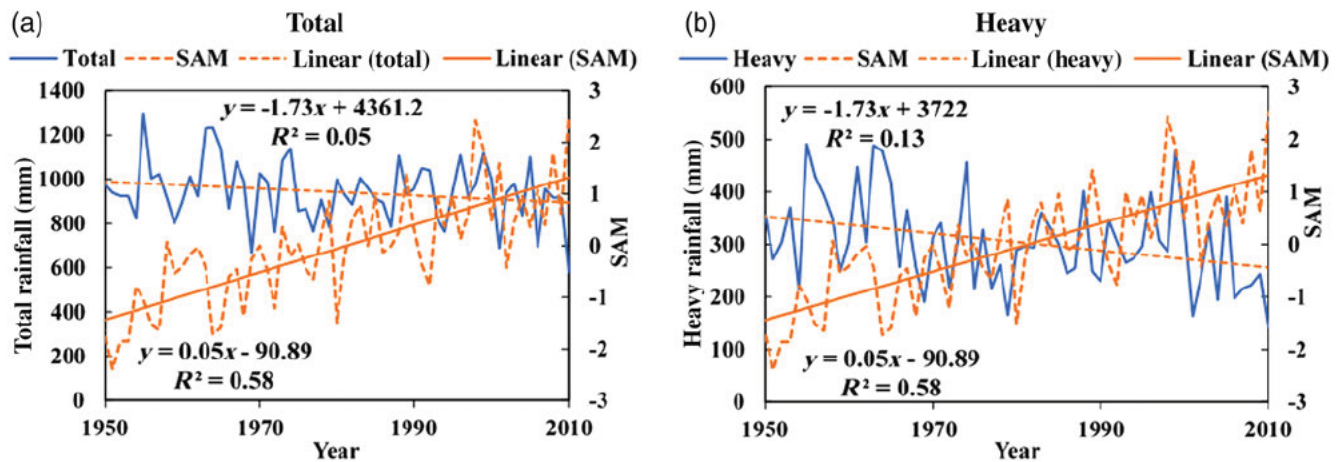 (a) Total
Total SAM Linear (total) Linear (SAM)
1400
1200
1000
800
600
400
200
0
Total rainfall (mm)
y = -1.73x + 4361.2
R² = 0.05
y = 0.05x - 90.89
R² = 0.58
3
2
1
0
-1
-2
-3
SAM
1950 1970 1990 2010
Year
(b) Heavy
Heavy SAM Linear (heavy) Linear (SAM)
600
500
400
300
200
100
0
Heavy rainfall (mm)
y = -1.73x + 3722
R² = 0.13
y = 0.05x - 90.89
R² = 0.58
3
2
1
0
-1
-2
-3
SAM
1950 1970 1990 2010
Year